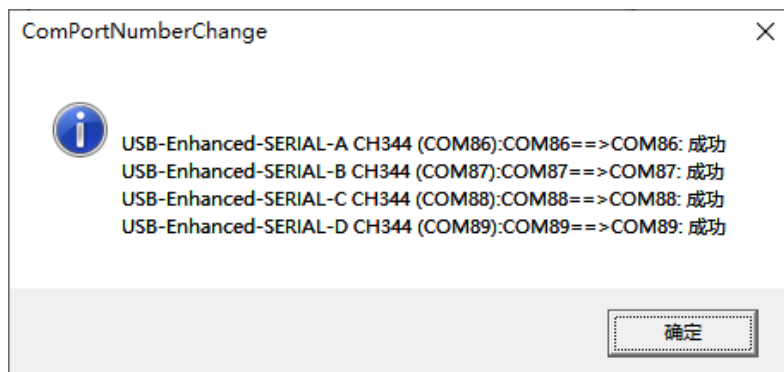 ComPortNumberChange
USB-Enhanced-SERIAL-A CH344 (COM86):COM86==>COM86: 成功
USB-Enhanced-SERIAL-B CH344 (COM87):COM87==>COM87: 成功
USB-Enhanced-SERIAL-C CH344 (COM88):COM88==>COM88: 成功
USB-Enhanced-SERIAL-D CH344 (COM89):COM89==>COM89: 成功
确定